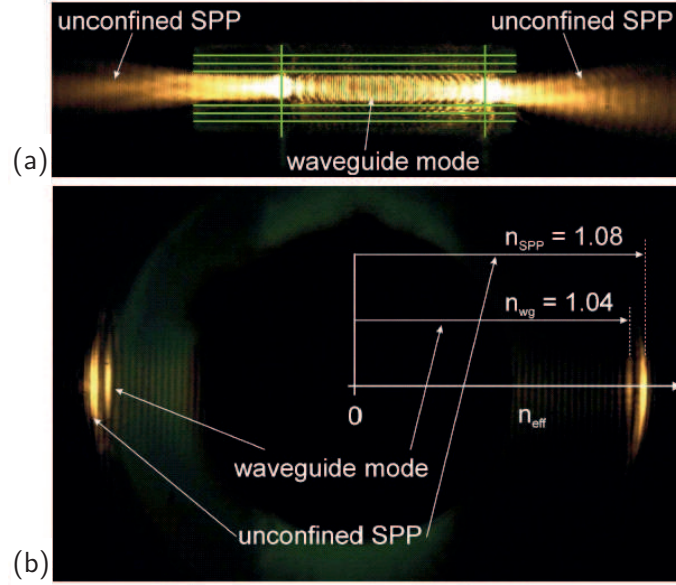 unconfined SPP
unconfined SPP
waveguide mode
(a)
n_SPP = 1.08
n_wg = 1.04
0
n_eff
waveguide mode
unconfined SPP
(b)